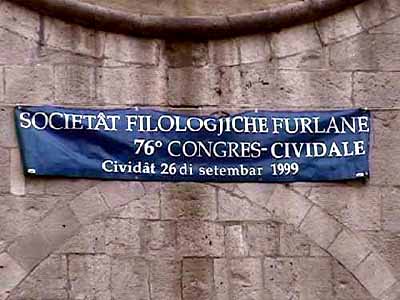 SOCIETÂT FILOLOGJICHE FURLANE
76° CONGRES-CIVIDALE
Cividât 26 di setembar 1999